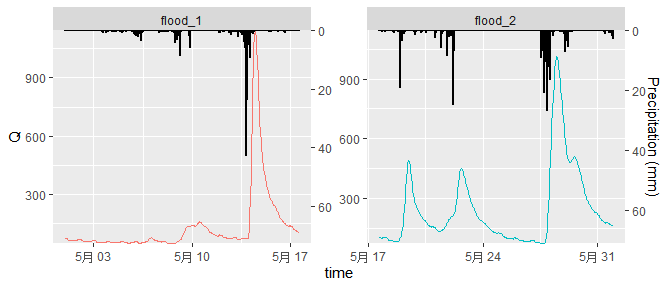 flood_1
flood_2
Q
900
600
300
0
20
40
60
900
600
300
0
20
40
60
Precipitation (mm)
5月 03
5月 10
5月 17
5月 17
5月 24
5月 31
time